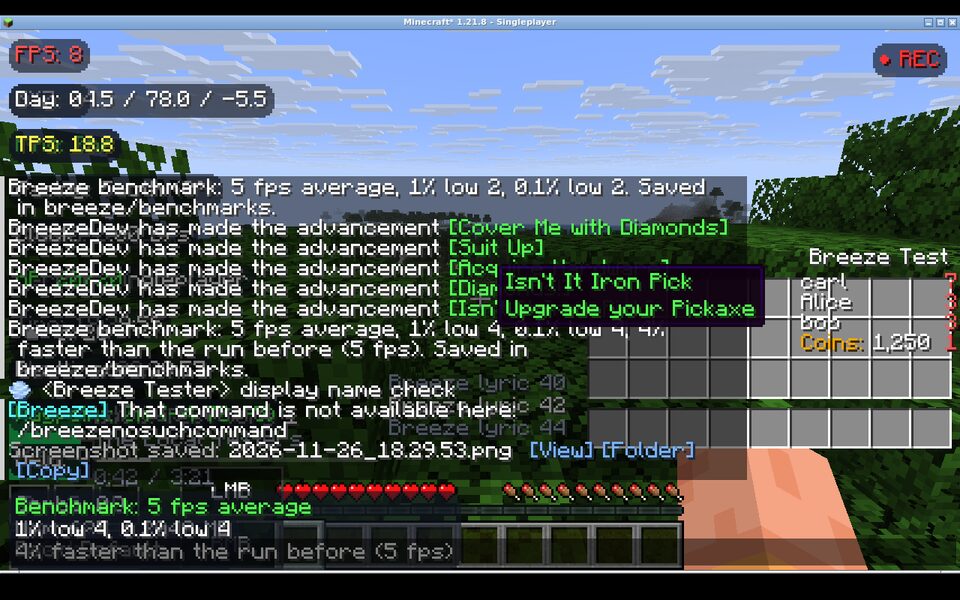 Minecraft* 1.21.8 - Singleplayer
FPS: 8
REC
Day: 04.5 / 78.0 / -5.5
TPS: 18.8
Breeze benchmark: 5 fps average, 1% low 2, 0.1% low 2. Saved
in breeze/benchmarks.
BreezeDev has made the advancement [Cover Me with Diamonds]
BreezeDev has made the advancement [Suit Up]
BreezeDev has made the advancement
BreezeDev has made the advancement
BreezeDev has made the advancement
Isn't It Iron Pick
Upgrade your Pickaxe
Breeze benchmark: 5 fps average, 1% low 4, 0.1% low 4, 4%
faster than the run before (5 fps). Saved in
breeze/benchmarks.
<Breeze Tester> display name check
[Breeze] That command is not available here:
/breezenosuchcommand
Screenshot saved: 2026-11-26_18.29.53.png [View] [Folder]
[Copy]
Breeze Test
carl
Alice
bob
Coins: 1,250
Breeze lyric 40
Breeze lyric 42
Breeze lyric 44
0:42 / 3:21
LMB
Benchmark: 5 fps average
1% low 4, 0.1% low 4
4% faster than the run before (5 fps)